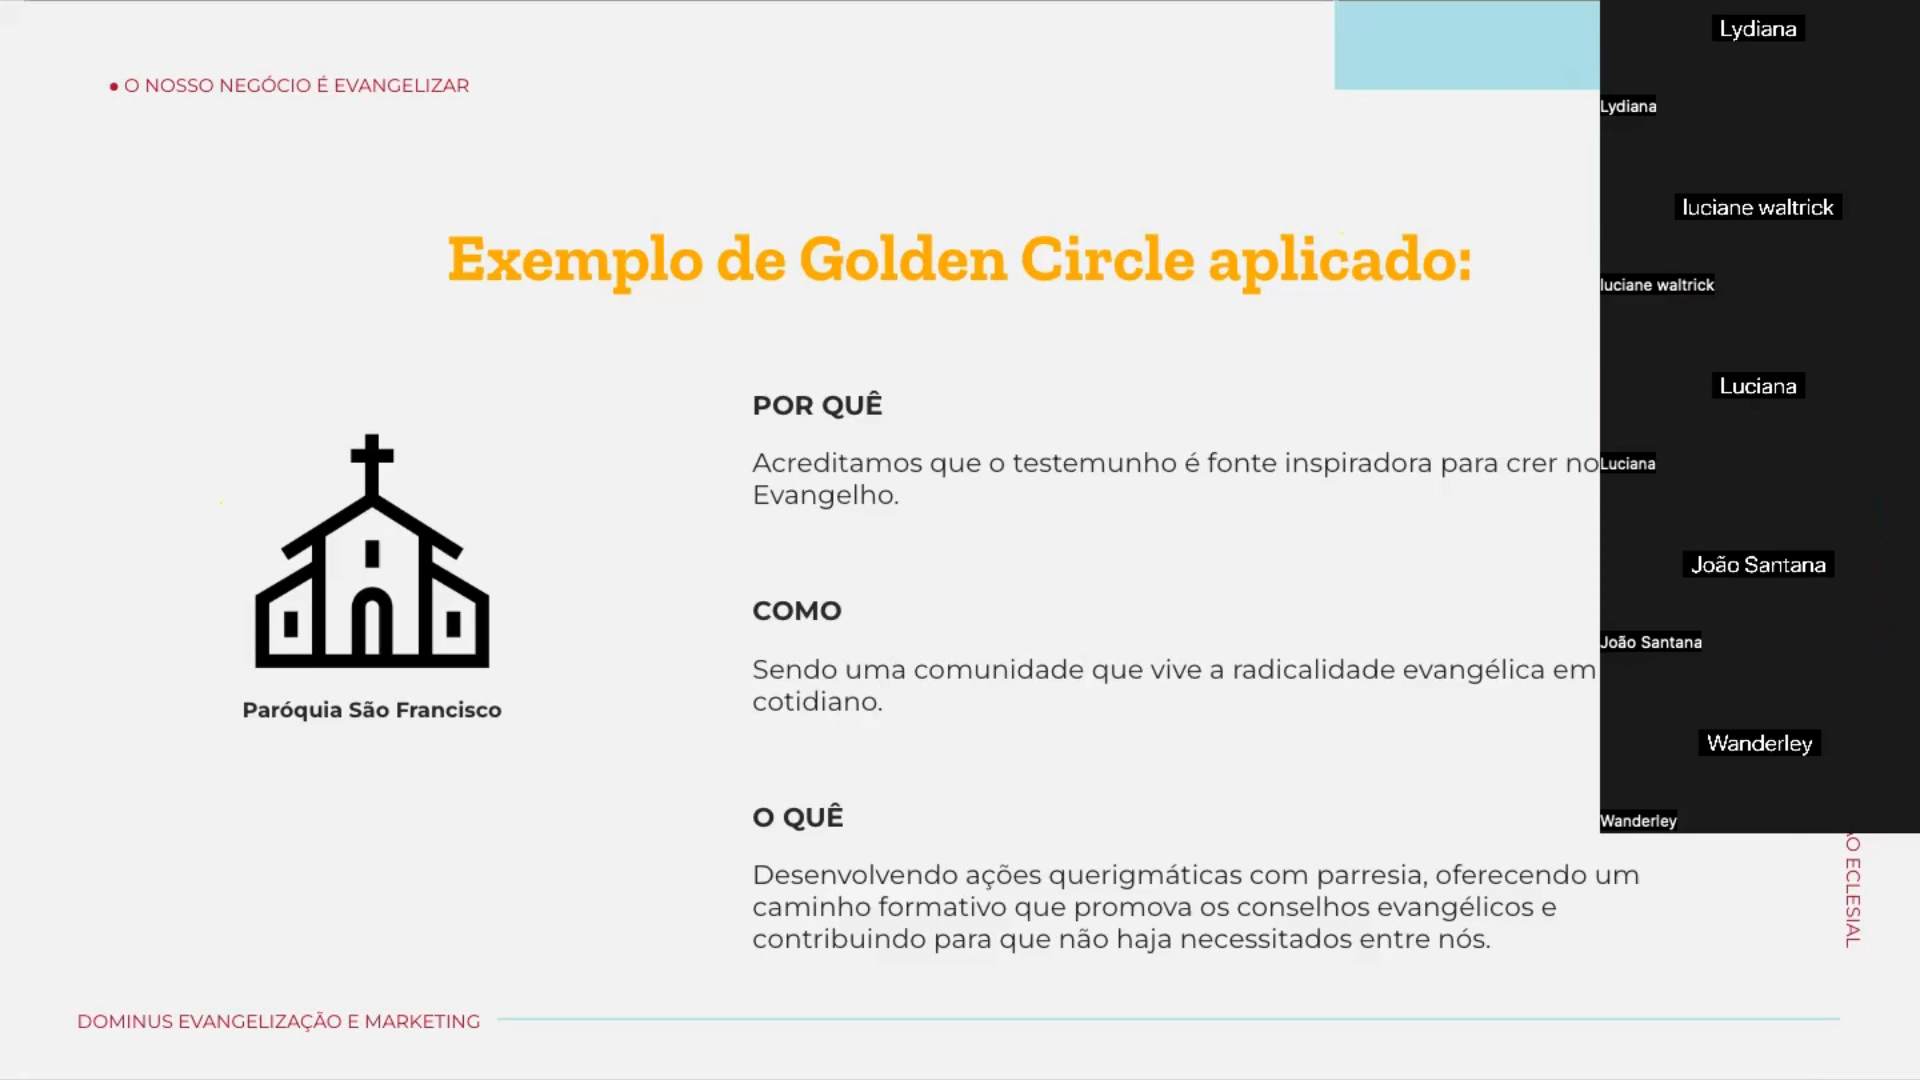 • O NOSSO NEGÓCIO É EVANGELIZAR
Exemplo de Golden Circle aplicado:
POR QUÊ
Acreditamos que o testemunho é fonte inspiradora para crer no
Evangelho.
COMO
Sendo uma comunidade que vive a radicalidade evangélica em
cotidiano.
O QUÊ
Desenvolvendo ações querigmáticas com parresia, oferecendo um
caminho formativo que promova os conselhos evangélicos e
contribuindo para que não haja necessitados entre nós.
Paróquia São Francisco
DOMINUS EVANGELIZAÇÃO E MARKETING
ECLESIAL
Lydiana
Lydiana
luciane waltrick
luciane waltrick
Luciana
Luciana
João Santana
João Santana
Wanderley
Wanderley